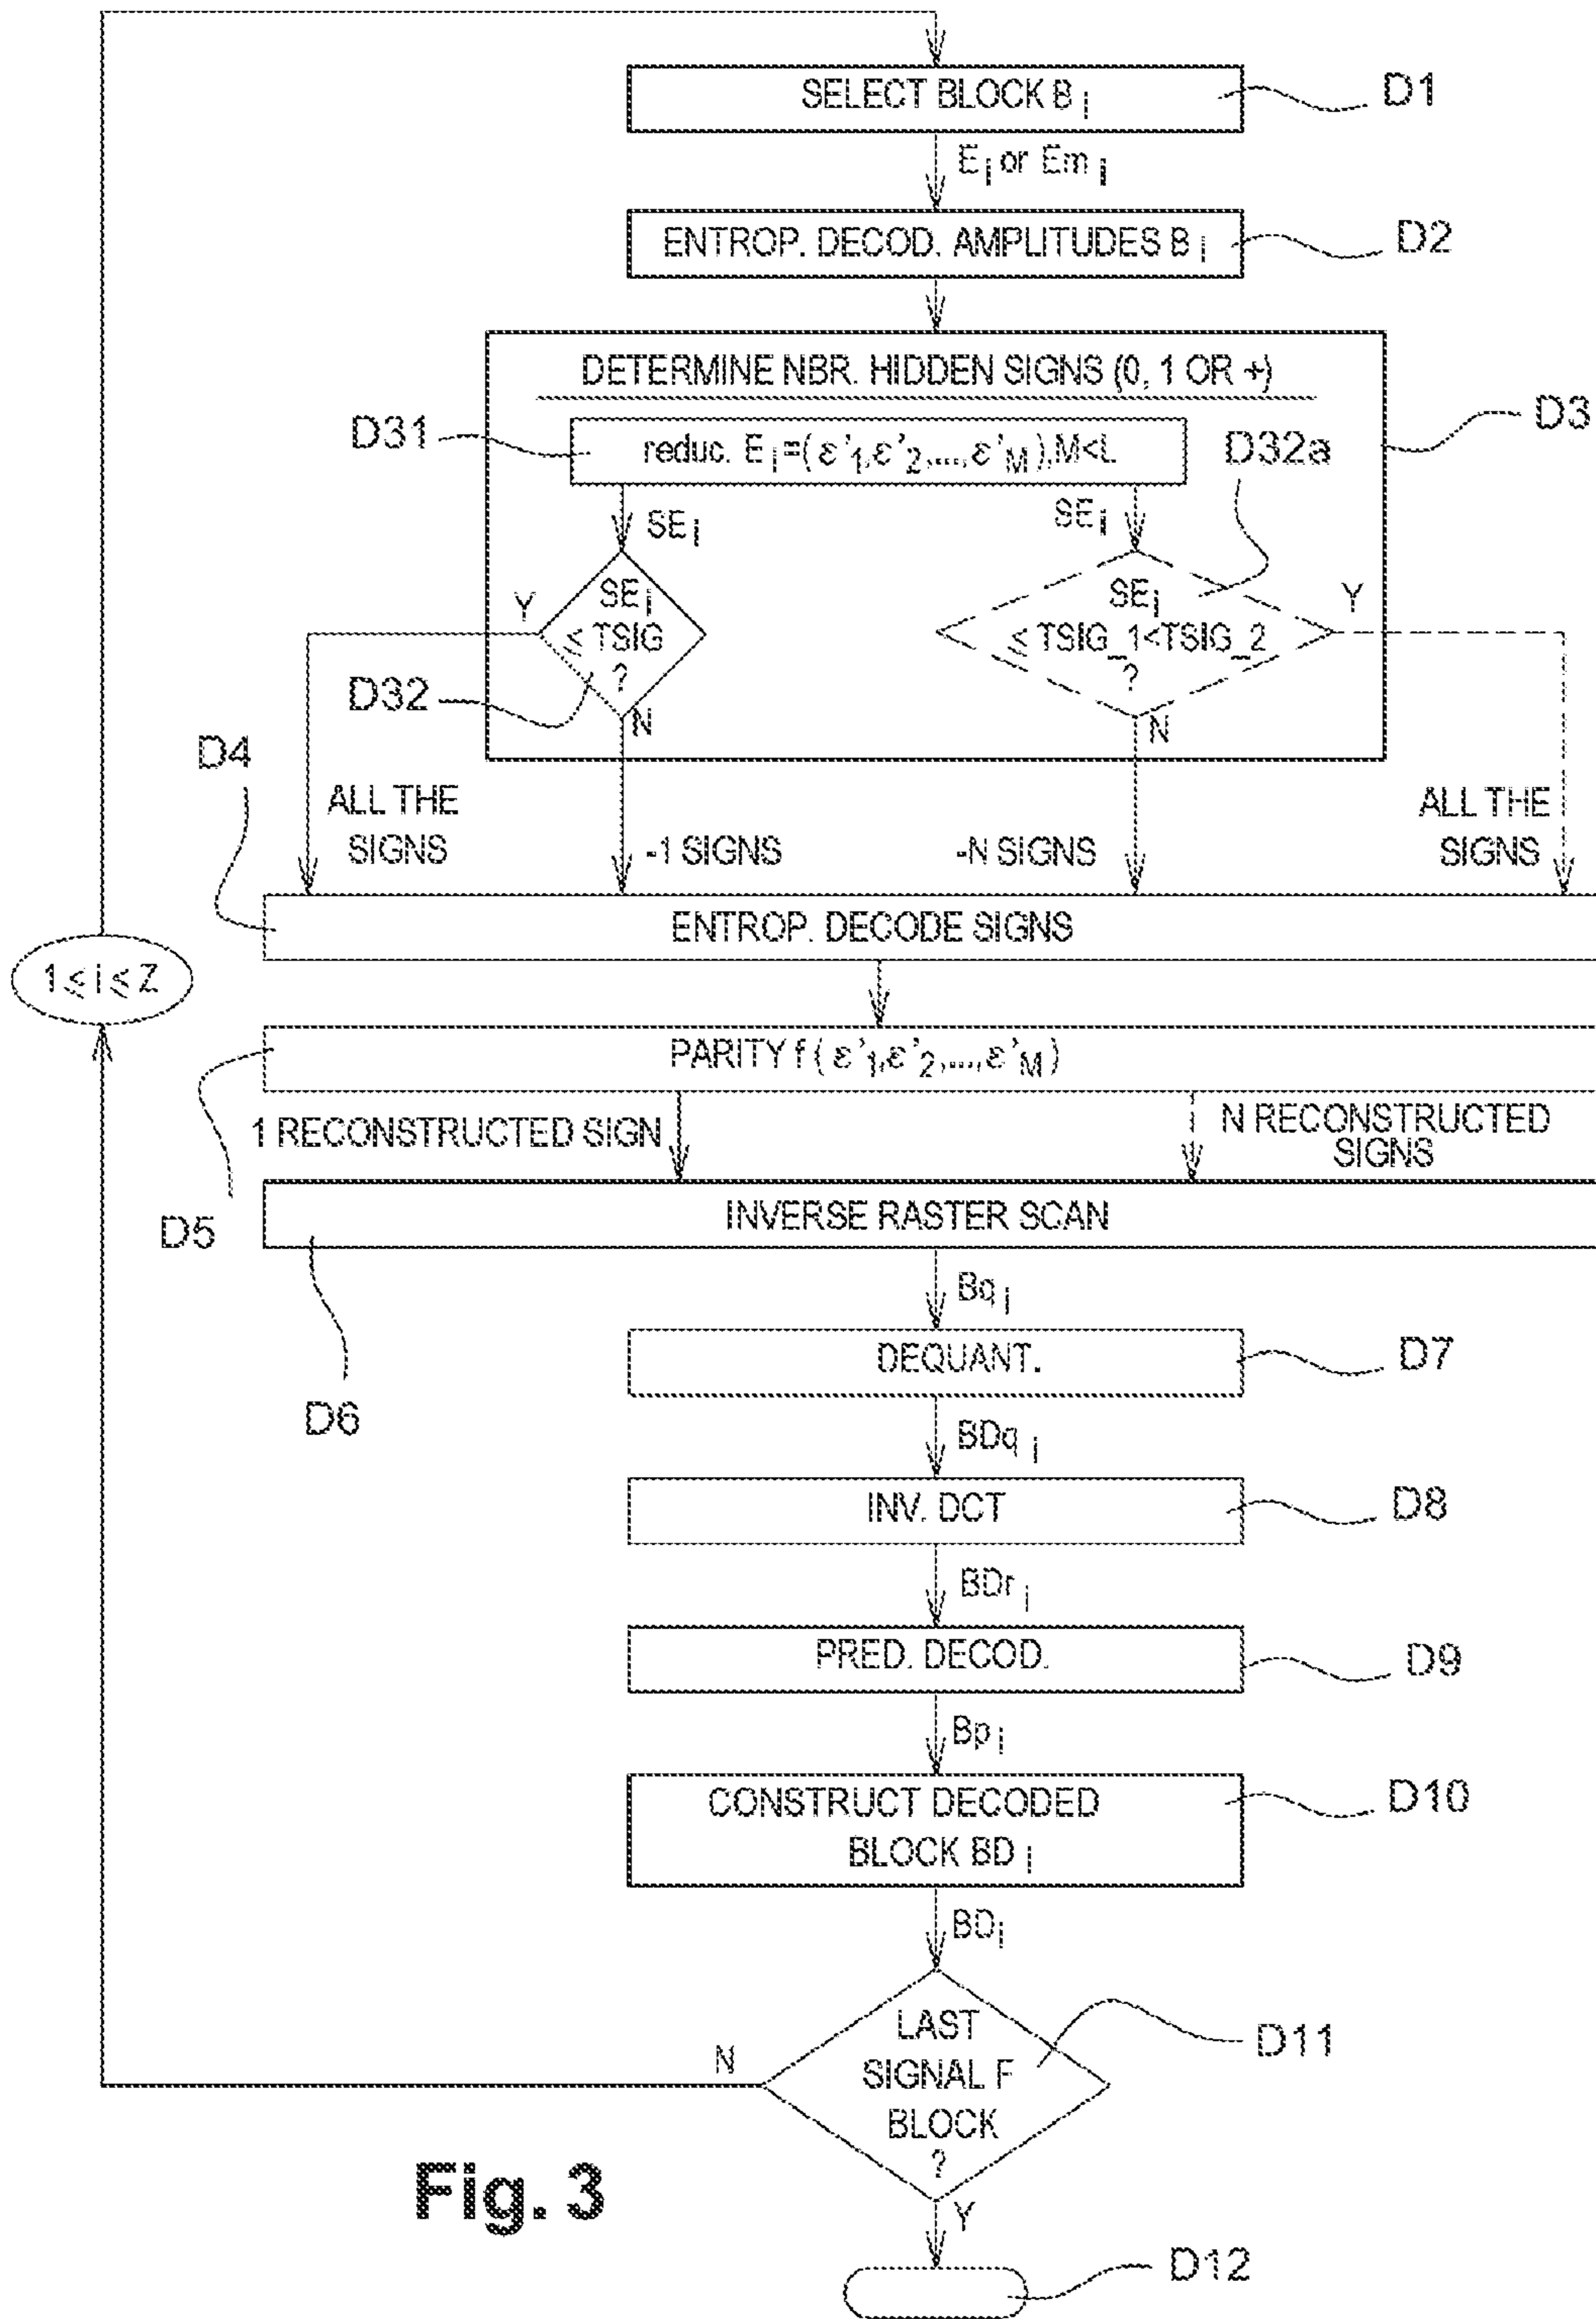 SELECT BLOCK B i
D1
E i or Em i
ENTROP. DECOD. AMPLITUDES B i
D2
DETERMINE NBR. HIDDEN SIGNS (0, 1 OR +)
D3
D31
reduc. E i =(ε'1,ε'2,...,ε'M),M<L
D32a
SE i
SE i
Y
SE i
≤ TSIG
?
N
D32
SE i
≤ TSIG_1<TSIG_2
?
Y
N
D4
ALL THE
SIGNS
-1 SIGNS
-N SIGNS
ALL THE
SIGNS
ENTROP. DECODE SIGNS
1 ≤ i ≤ Z
PARITY f ( ε'1,ε'2,...,ε'M )
D5
1 RECONSTRUCTED SIGN
N RECONSTRUCTED
SIGNS
INVERSE RASTER SCAN
D6
Bq i
DEQUANT.
D7
BDq i
INV. DCT
D8
BDr i
PRED. DECOD.
D9
Bp i
CONSTRUCT DECODED
BLOCK BD i
D10
BD i
LAST
SIGNAL F
BLOCK
?
D11
N
Y
D12
Fig. 3